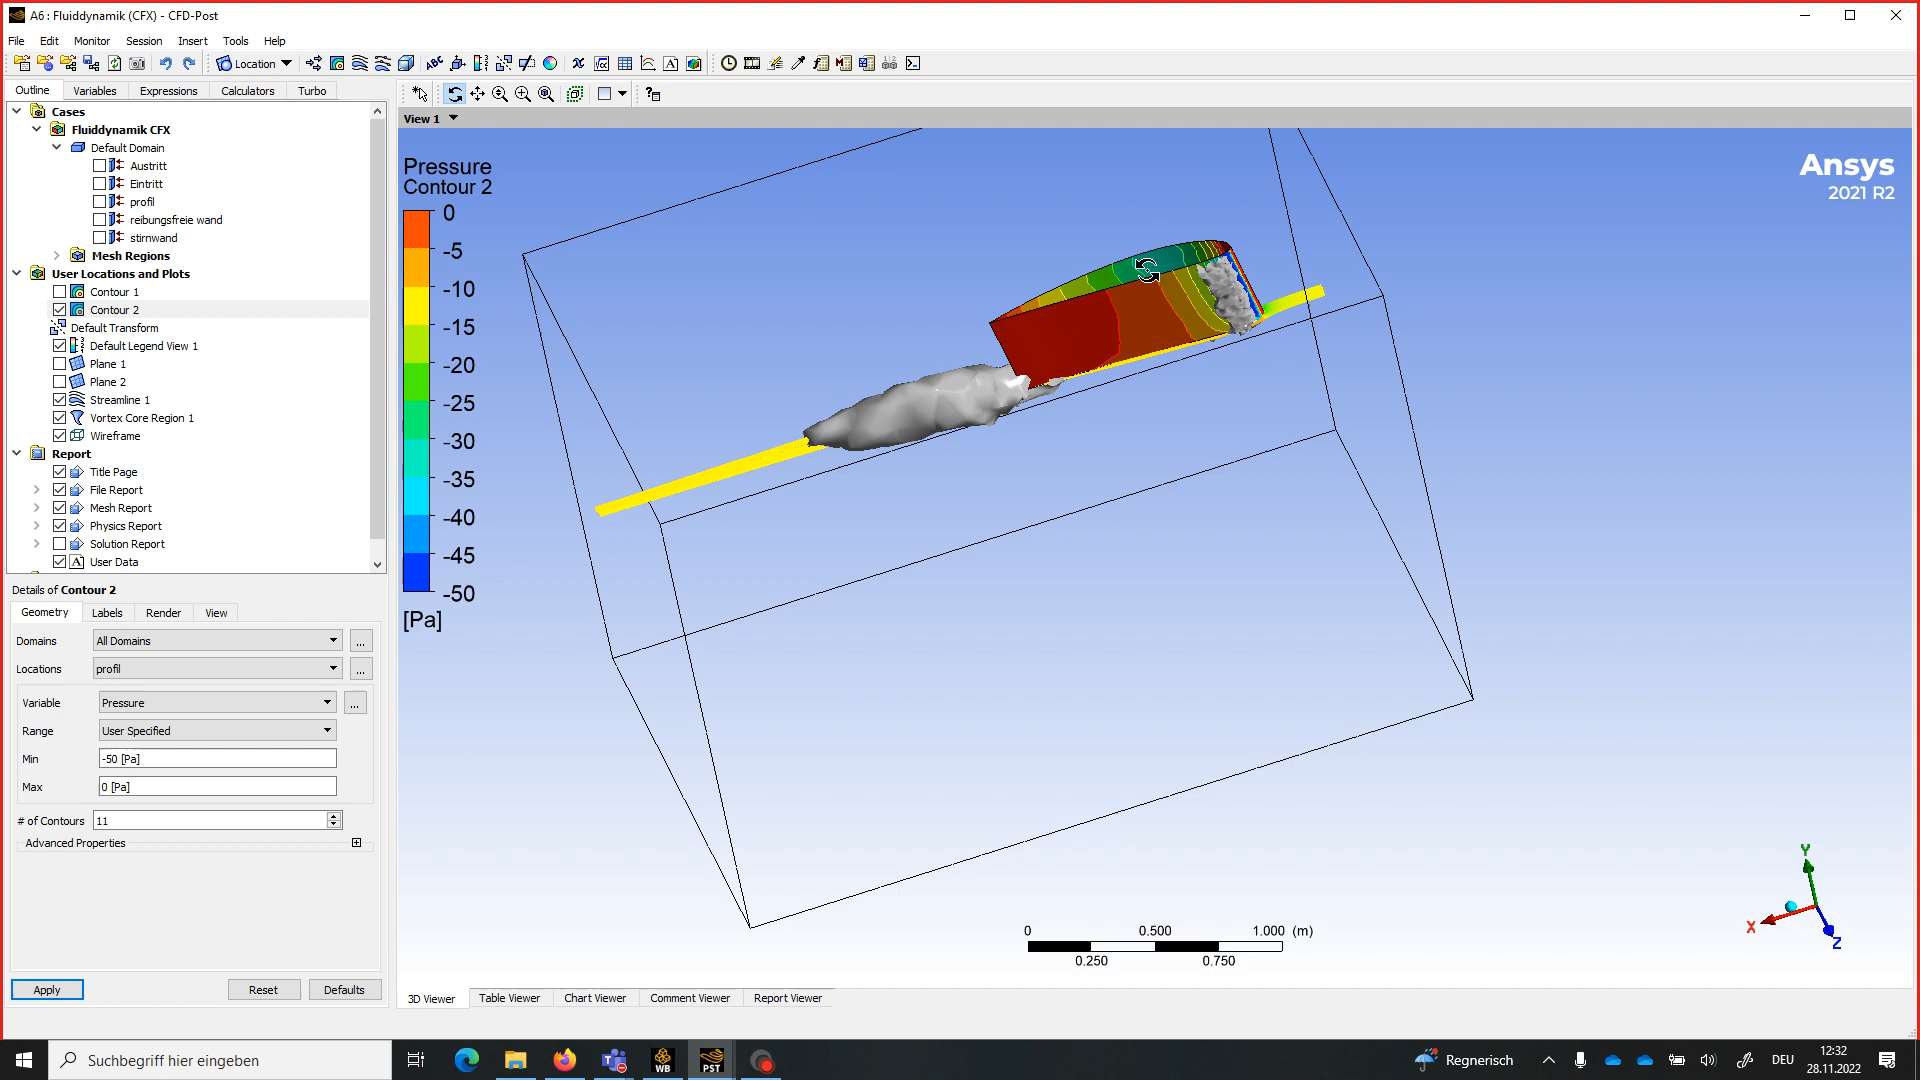 A6 : Fluiddynamik (CFX) - CFD-Post
File Edit Monitor Session Insert Tools Help
Location
Outline Variables Expressions Calculators Turbo
Cases
Fluiddynamik CFX
Default Domain
Austritt
Eintritt
profil
reibungsfreie wand
stirnwand
Mesh Regions
User Locations and Plots
Contour 1
Contour 2
Default Transform
Default Legend View 1
Plane 1
Plane 2
Streamline 1
Vortex Core Region 1
Wireframe
Report
Title Page
File Report
Mesh Report
Physics Report
Solution Report
User Data
Details of Contour 2
Geometry Labels Render View
Domains All Domains ...
Locations profil ...
Variable Pressure ...
Range User Specified
Min -50 [Pa]
Max 0 [Pa]
# of Contours 11
Advanced Properties
Apply Reset Defaults
View 1
Pressure
Contour 2
0
-5
-10
-15
-20
-25
-30
-35
-40
-45
-50
[Pa]
Ansys
2021 R2
0 0.500 1.000 (m)
0.250 0.750
Y
X
Z
3D Viewer Table Viewer Chart Viewer Comment Viewer Report Viewer
Suchbegriff hier eingeben
WB
PST
Regnerisch
DEU
12:32
28.11.2022